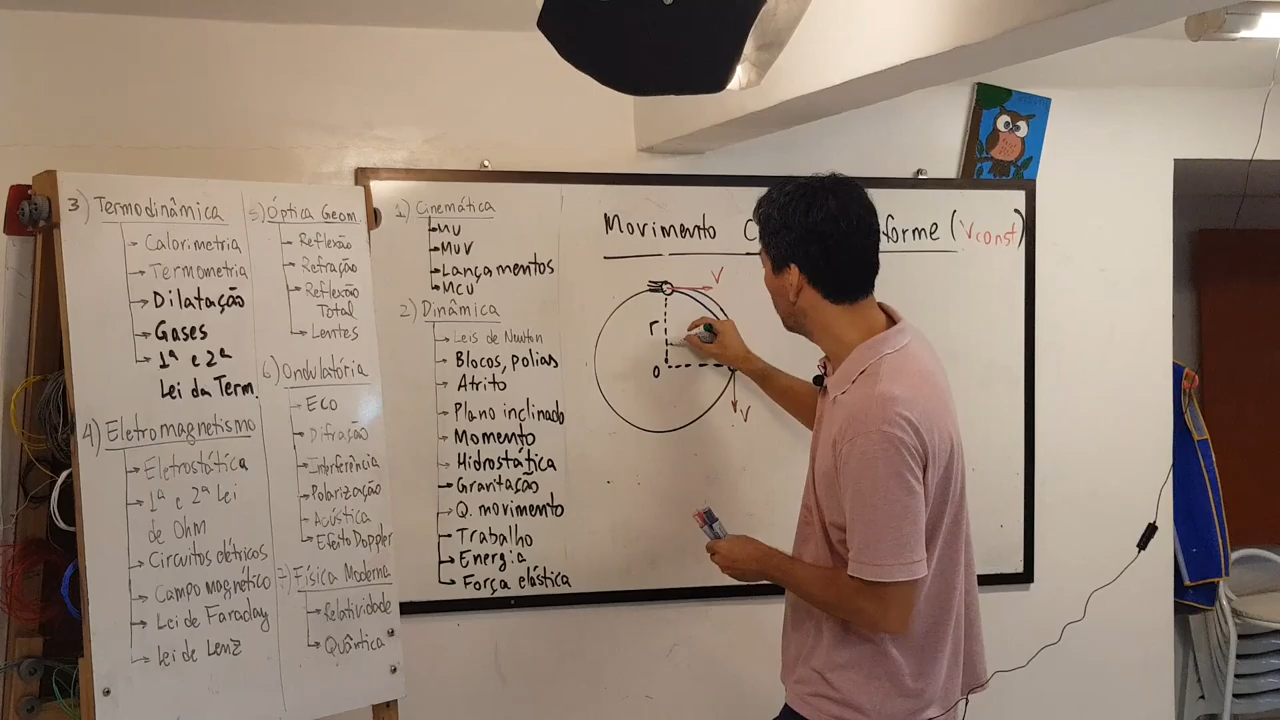 3) Termodinâmica
Calorimetria
Termometria
Dilatação
Gases
1ª e 2ª
Lei da Term.
4) Eletromagnetismo
Eletrostática
1ª e 2ª Lei
de Ohm
Circuitos elétricos
Campo magnético
Lei de Faraday
Lei de Lenz
5) Óptica Geom.
Reflexão
Refração
Reflexão
Total
Lentes
6) Ondulatória
Eco
Difração
Interferência
Polarização
Acústica
Efeito Doppler
7) Física Moderna
Relatividade
Quântica
1) Cinemática
MU
MUV
Lançamentos
MCU
2) Dinâmica
Leis de Newton
Blocos, polias
Atrito
Plano inclinado
Momento
Hidrostática
Gravitação
Q. movimento
Trabalho
Energia
Força elástica
Movimento C forme (Vconst)
V
r
o
V